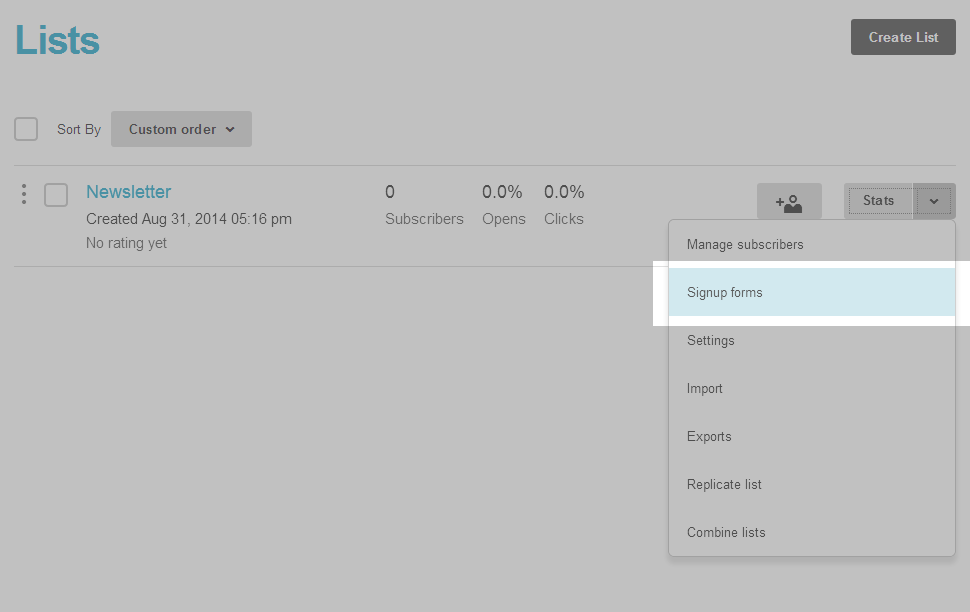 Lists
Create List
Sort By Custom order
Newsletter 0 0.0% 0.0% Stats
Created Aug 31, 2014 05:16 pm Subscribers Opens Clicks
No rating yet
Manage subscribers
Signup forms
Settings
Import
Exports
Replicate list
Combine lists